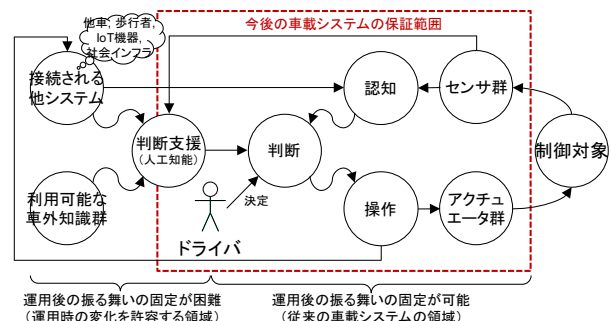 他車, 歩行者,
IoT機器,
社会インフラ
今後の車載システムの保証範囲
接続される
他システム
認知
センサ群
判断支援
(人工知能)
判断
制御対象
利用可能な
車外知識群
決定
操作
アクチュ
エータ群
ドライバ
運用後の振る舞いの固定が困難
(運用時の変化を許容する領域)
運用後の振る舞いの固定が可能
(従来の車載システムの領域)